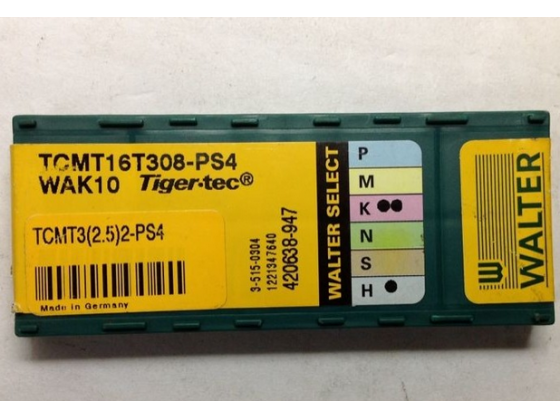 TCMT16T308-PS4
WAK10 Tiger·tec®
TCMT3(2.5)2-PS4
Made in Germany
3-515-0304
1221347640
420638-947
WALTER SELECT
P
M
K
N
S
H
WALTER